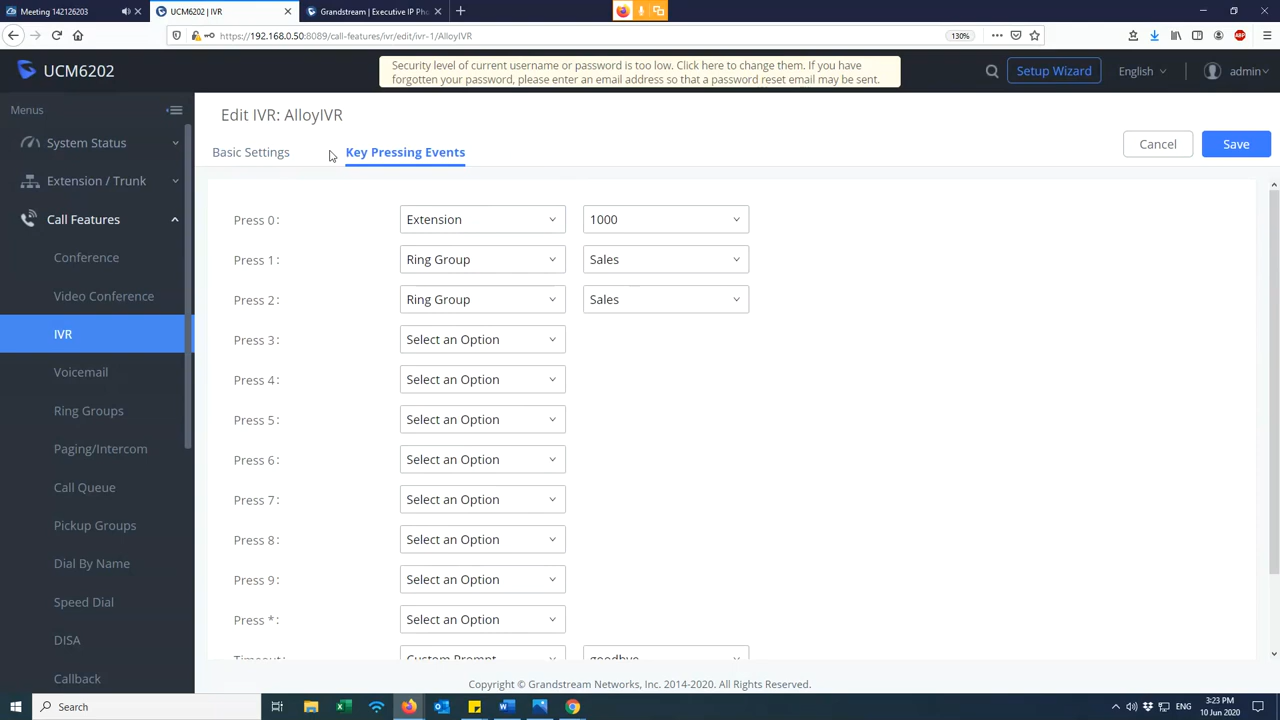 Meeting 142126203
UCM6202 | IVR
Grandstream | Executive IP Pho
https://192.168.0.50:8089/call-features/ivr/edit/ivr-1/AlloyIVR
130%
ABP
UCM6202
Security level of current username or password is too low. Click here to change them. If you have
forgotten your password, please enter an email address so that a password reset email may be sent.
Setup Wizard
English
admin
Menus
System Status
Extension / Trunk
Call Features
Conference
Video Conference
IVR
Voicemail
Ring Groups
Paging/Intercom
Call Queue
Pickup Groups
Dial By Name
Speed Dial
DISA
Callback
Edit IVR: AlloyIVR
Basic Settings
Key Pressing Events
Cancel
Save
Press 0: Extension 1000
Press 1: Ring Group Sales
Press 2: Ring Group Sales
Press 3: Select an Option
Press 4: Select an Option
Press 5: Select an Option
Press 6: Select an Option
Press 7: Select an Option
Press 8: Select an Option
Press 9: Select an Option
Press *: Select an Option
Timeout: Custom Prompt goodbye
Copyright © Grandstream Networks, Inc. 2014-2020. All Rights Reserved.
Search
ENG
3:23 PM
10 Jun 2020